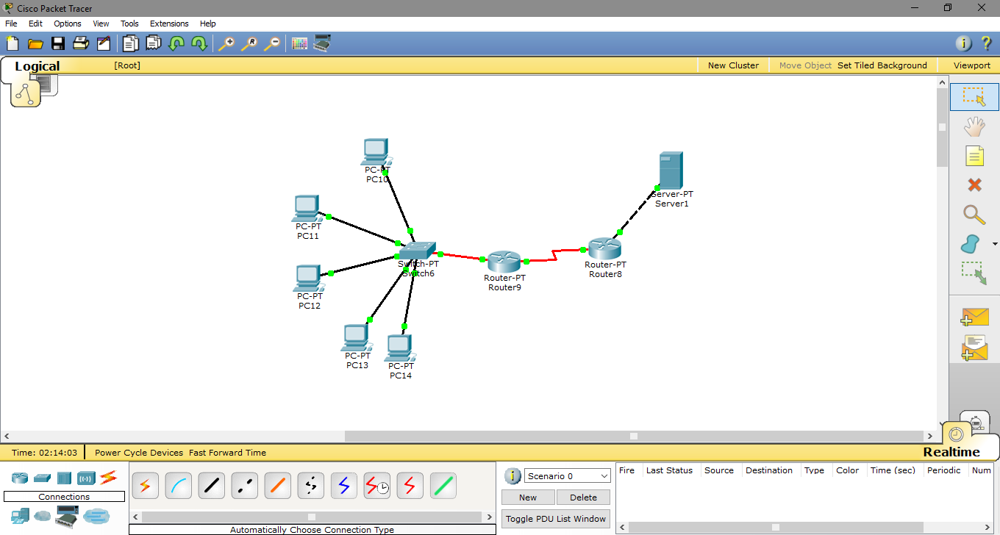 Cisco Packet Tracer
File Edit Options View Tools Extensions Help
Logical [Root] New Cluster Move Object Set Tiled Background Viewport
PC-PT
PC10
Server-PT
Server1
PC-PT
PC11
Switch-PT
Switch6
Router-PT
Router9
Router-PT
Router8
PC-PT
PC12
PC-PT
PC13
PC-PT
PC14
Time: 02:14:03 Power Cycle Devices Fast Forward Time Realtime
Connections
Automatically Choose Connection Type
Scenario 0
New Delete
Toggle PDU List Window
Fire Last Status Source Destination Type Color Time (sec) Periodic Num